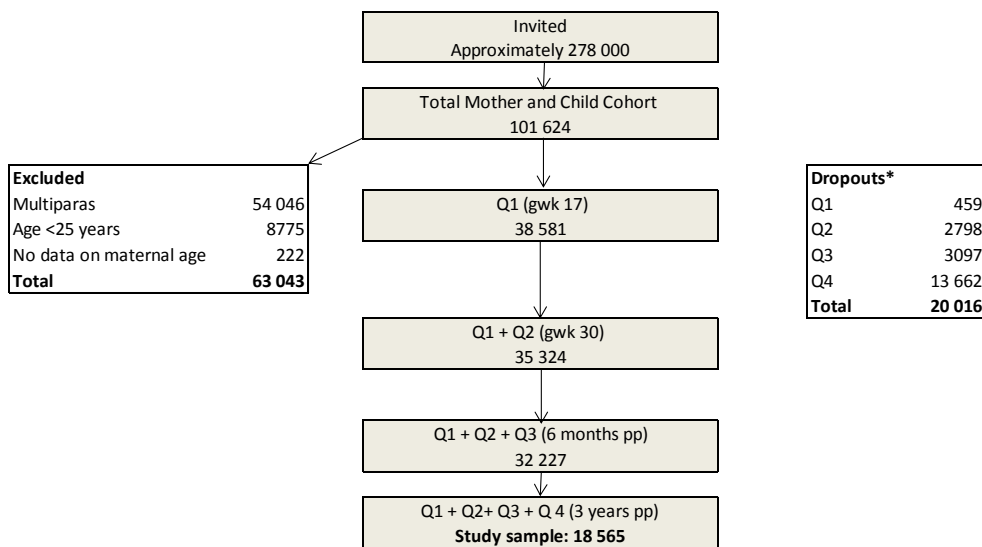 Invited
Approximately 278 000
Total Mother and Child Cohort
101 624
Excluded
Multiparas 54 046
Age <25 years 8775
No data on maternal age 222
Total 63 043
Q1 (gwk 17)
38 581
Dropouts*
Q1 459
Q2 2798
Q3 3097
Q4 13 662
Total 20 016
Q1 + Q2 (gwk 30)
35 324
Q1 + Q2 + Q3 (6 months pp)
32 227
Q1 + Q2+ Q3 + Q 4 (3 years pp)
Study sample: 18 565